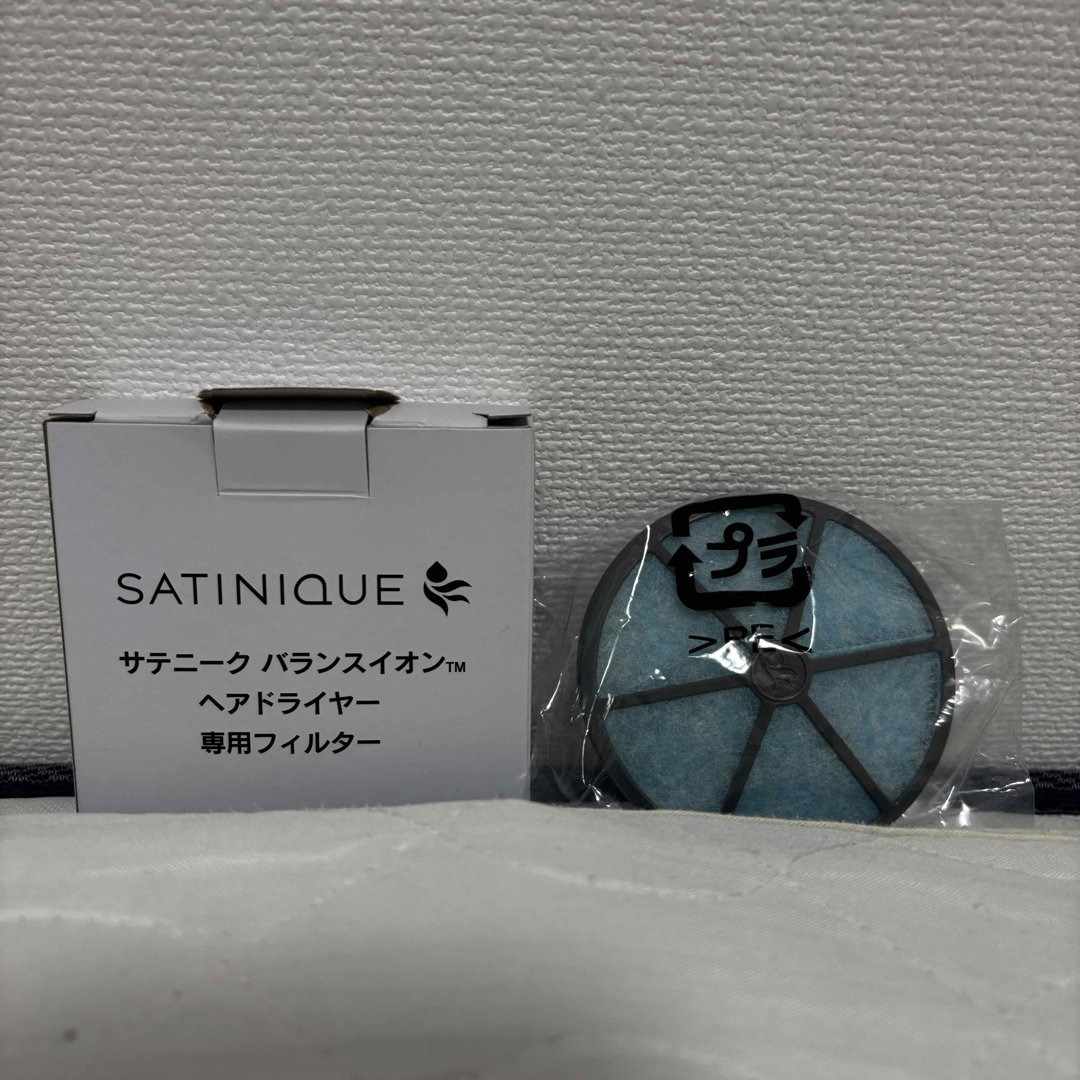 SATINIQUE
サテニーク バランスイオン™
ヘアドライヤー
専用フィルター
プラ
>PE<